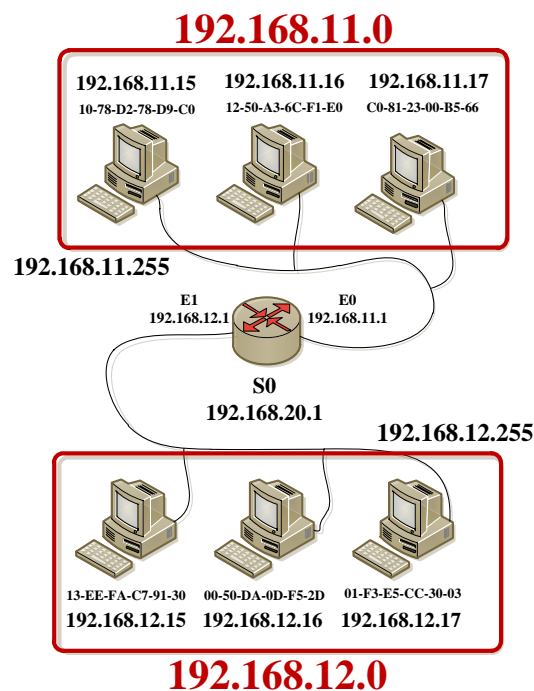 192.168.11.0
192.168.11.15 192.168.11.16 192.168.11.17
10-78-D2-78-D9-C0 12-50-A3-6C-F1-E0 C0-81-23-00-B5-66
192.168.11.255
E1 E0
192.168.12.1 192.168.11.1
S0
192.168.20.1
192.168.12.255
13-EE-FA-C7-91-30 00-50-DA-0D-F5-2D 01-F3-E5-CC-30-03
192.168.12.15 192.168.12.16 192.168.12.17
192.168.12.0